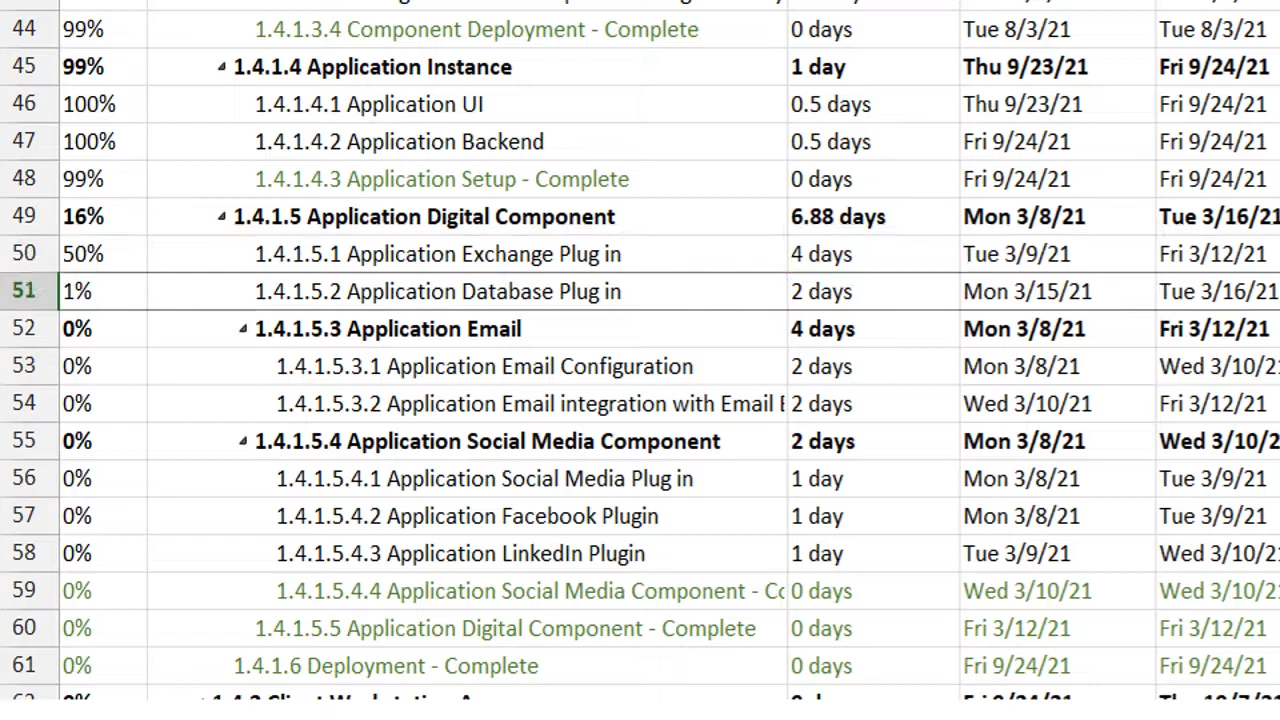 44 99% 1.4.1.3.4 Component Deployment - Complete 0 days Tue 8/3/21 Tue 8/3/21
45 99% 1.4.1.4 Application Instance 1 day Thu 9/23/21 Fri 9/24/21
46 100% 1.4.1.4.1 Application UI 0.5 days Thu 9/23/21 Fri 9/24/21
47 100% 1.4.1.4.2 Application Backend 0.5 days Fri 9/24/21 Fri 9/24/21
48 99% 1.4.1.4.3 Application Setup - Complete 0 days Fri 9/24/21 Fri 9/24/21
49 16% 1.4.1.5 Application Digital Component 6.88 days Mon 3/8/21 Tue 3/16/21
50 50% 1.4.1.5.1 Application Exchange Plug in 4 days Tue 3/9/21 Fri 3/12/21
51 1% 1.4.1.5.2 Application Database Plug in 2 days Mon 3/15/21 Tue 3/16/21
52 0% 1.4.1.5.3 Application Email 4 days Mon 3/8/21 Fri 3/12/21
53 0% 1.4.1.5.3.1 Application Email Configuration 2 days Mon 3/8/21 Wed 3/10/21
54 0% 1.4.1.5.3.2 Application Email integration with Email 2 days Wed 3/10/21 Fri 3/12/21
55 0% 1.4.1.5.4 Application Social Media Component 2 days Mon 3/8/21 Wed 3/10/2
56 0% 1.4.1.5.4.1 Application Social Media Plug in 1 day Mon 3/8/21 Tue 3/9/21
57 0% 1.4.1.5.4.2 Application Facebook Plugin 1 day Mon 3/8/21 Tue 3/9/21
58 0% 1.4.1.5.4.3 Application LinkedIn Plugin 1 day Tue 3/9/21 Wed 3/10/21
59 0% 1.4.1.5.4.4 Application Social Media Component - Co 0 days Wed 3/10/21 Wed 3/10/21
60 0% 1.4.1.5.5 Application Digital Component - Complete 0 days Fri 3/12/21 Fri 3/12/21
61 0% 1.4.1.6 Deployment - Complete 0 days Fri 9/24/21 Fri 9/24/21